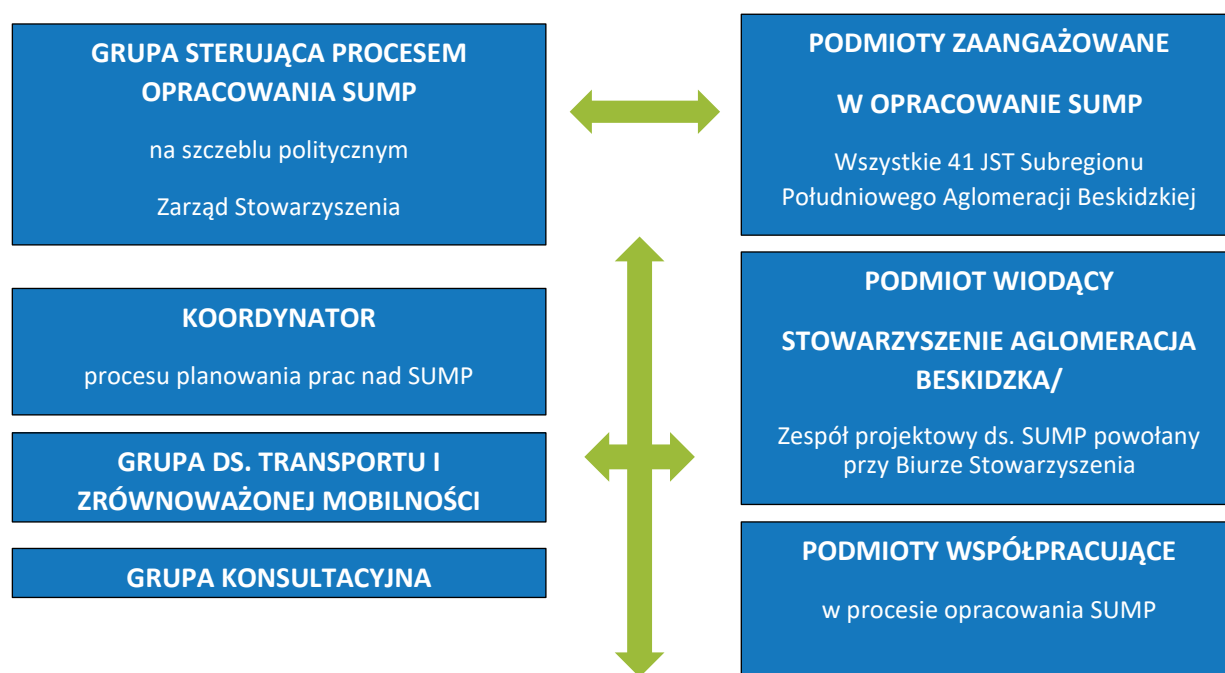 GRUPA STERUJĄCA PROCESEM
OPRACOWANIA SUMP
na szczeblu politycznym
Zarząd Stowarzyszenia
KOORDYNATOR
procesu planowania prac nad SUMP
GRUPA DS. TRANSPORTU I
ZRÓWNOWAŻONEJ MOBILNOŚCI
GRUPA KONSULTACYJNA
PODMIOTY ZAANGAŻOWANE
W OPRACOWANIE SUMP
Wszystkie 41 JST Subregionu
Południowego Aglomeracji Beskidzkiej
PODMIOT WIODĄCY
STOWARZYSZENIE AGLOMERACJA
BESKIDZKA/
Zespół projektowy ds. SUMP powołany
przy Biurze Stowarzyszenia
PODMIOTY WSPÓŁPRACUJĄCE
w procesie opracowania SUMP